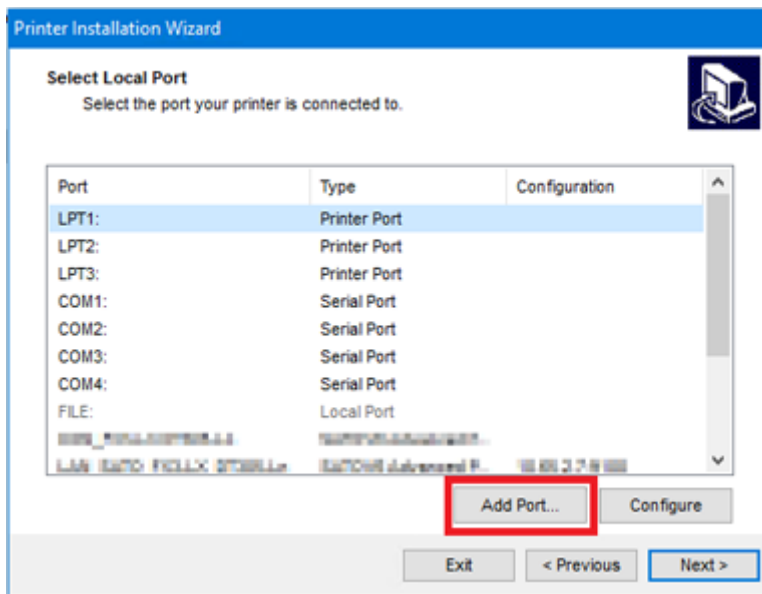 Printer Installation Wizard
Select Local Port
Select the port your printer is connected to.
Port Type Configuration
LPT1: Printer Port
LPT2: Printer Port
LPT3: Printer Port
COM1: Serial Port
COM2: Serial Port
COM3: Serial Port
COM4: Serial Port
FILE: Local Port
Add Port... Configure
Exit < Previous Next >